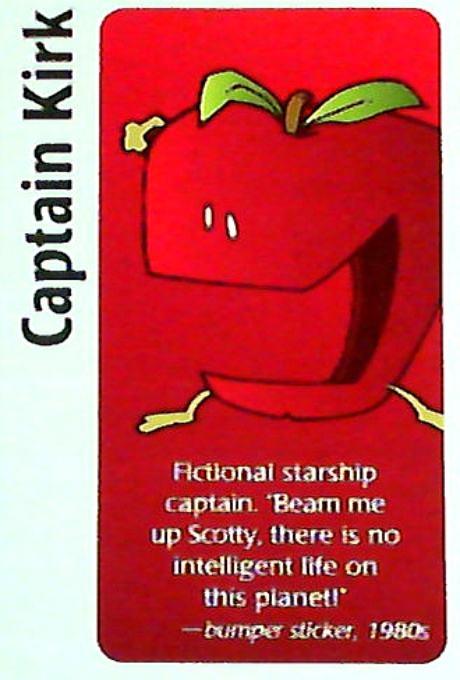 Captain Kirk
Fictional starship
captain. "Beam me
up Scotty, there is no
intelligent life on
this planet!"
—bumper sticker, 1980s